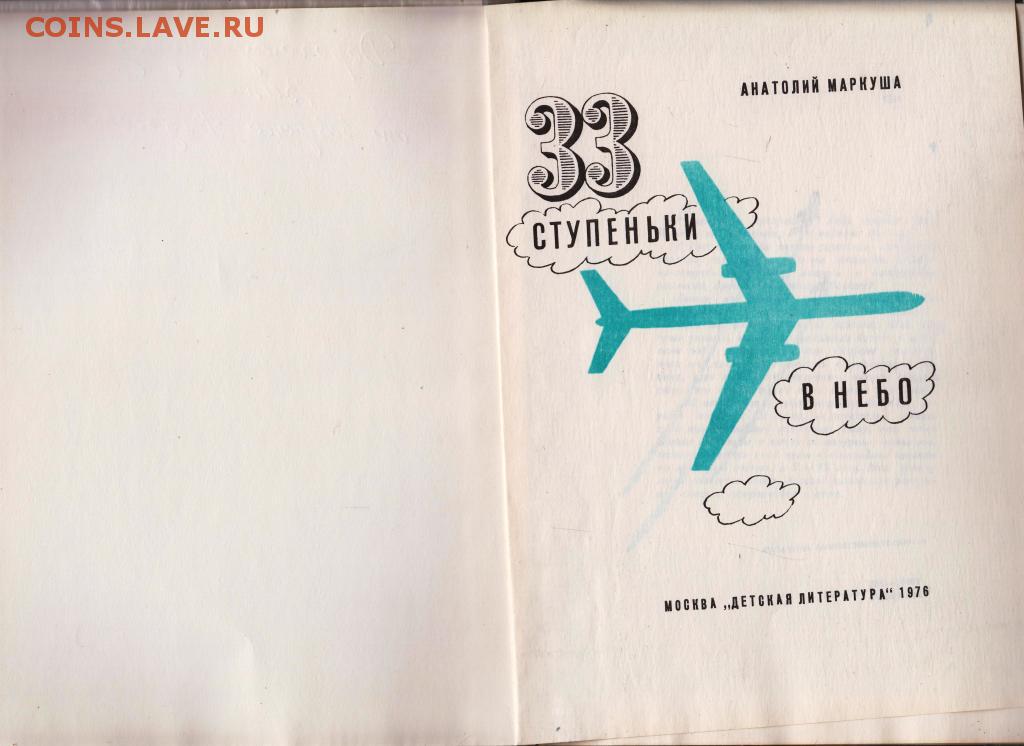 COINS.LAVE.RU
АНАТОЛИЙ МАРКУША
33
СТУПЕНЬКИ
В НЕБО
МОСКВА „ДЕТСКАЯ ЛИТЕРАТУРА“ 1976